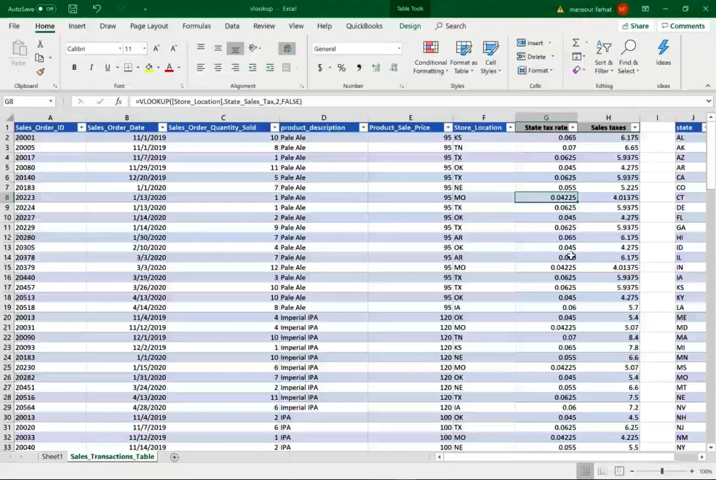 AutoSave Off vlookup - Excel Table Tools mansour farhat MF
File Home Insert Draw Page Layout Formulas Data Review View Help QuickBooks Design Search Share Comments
Calibri 11 General Insert
Paste B I U $ % Conditional Formatting Format as Table Cell Styles Delete Format Sort & Filter Find & Select Ideas
Clipboard Font Alignment Number Styles Cells Editing Ideas
G8 fx =VLOOKUP([Store_Location],State_Sales_Tax,2,FALSE)
A B C D E F G H I J
1 Sales_Order_ID Sales_Order_Date Sales_Order_Quantity_Sold product_description Product_Sale_Price Store_Location State tax rate Sales taxes state
2 20001 11/1/2019 10 Pale Ale 95 KS 0.065 6.175 AL
3 20005 11/1/2019 8 Pale Ale 95 TN 0.07 6.65 AK
4 20017 11/7/2019 1 Pale Ale 95 TX 0.0625 5.9375 AZ
5 20080 11/29/2019 11 Pale Ale 95 OK 0.045 4.275 AR
6 20140 12/20/2019 5 Pale Ale 95 TX 0.0625 5.9375 CA
7 20183 1/1/2020 7 Pale Ale 95 NE 0.055 5.225 CO
8 20223 1/13/2020 1 Pale Ale 95 MO 0.04225 4.01375 CT
9 20224 1/13/2020 1 Pale Ale 95 TX 0.0625 5.9375 DE
10 20227 1/14/2020 2 Pale Ale 95 OK 0.045 4.275 FL
11 20229 1/14/2020 9 Pale Ale 95 TX 0.0625 5.9375 GA
12 20280 1/30/2020 7 Pale Ale 95 AR 0.065 6.175 HI
13 20305 2/10/2020 4 Pale Ale 95 OK 0.045 4.275 ID
14 20378 3/3/2020 7 Pale Ale 95 AR 6.175 IL
15 20379 3/3/2020 12 Pale Ale 95 MO 0.04225 4.01375 IN
16 20440 3/19/2020 3 Pale Ale 95 TX 0.0625 5.9375 IA
17 20457 3/26/2020 10 Pale Ale 95 TX 0.0625 5.9375 KS
18 20513 4/14/2020 10 Pale Ale 95 OK 0.045 4.275 KY
19 20518 4/14/2020 8 Pale Ale 95 IA 0.06 5.7 LA
20 20013 11/4/2019 4 Imperial IPA 120 OK 0.045 5.4 ME
21 20031 11/12/2019 4 Imperial IPA 120 MO 0.04225 5.07 MD
22 20090 12/1/2019 10 Imperial IPA 120 TN 0.07 8.4 MA
23 20093 12/2/2019 1 Imperial IPA 120 KS 0.065 7.8 MI
24 20183 1/1/2020 10 Imperial IPA 120 NE 0.055 6.6 MN
25 20230 1/15/2020 6 Imperial IPA 120 MO 0.04225 5.07 MS
26 20282 1/31/2020 7 Imperial IPA 120 OK 0.045 5.4 MO
27 20451 3/24/2020 2 Imperial IPA 120 NE 0.055 6.6 MT
28 20516 4/13/2020 11 Imperial IPA 120 TX 0.0625 7.5 NE
29 20564 4/28/2020 6 Imperial IPA 120 IA 0.06 7.2 NV
30 20013 11/4/2019 2 IPA 100 OK 0.045 4.5 NH
31 20020 11/7/2019 6 IPA 100 TX 0.0625 6.25 NJ
32 20033 11/12/2019 1 IPA 100 MO 0.04225 4.225 NM
33 20040 11/14/2019 2 IPA 100 NE 0.055 5.5 NY
Sheet1 Sales_Transactions_Table